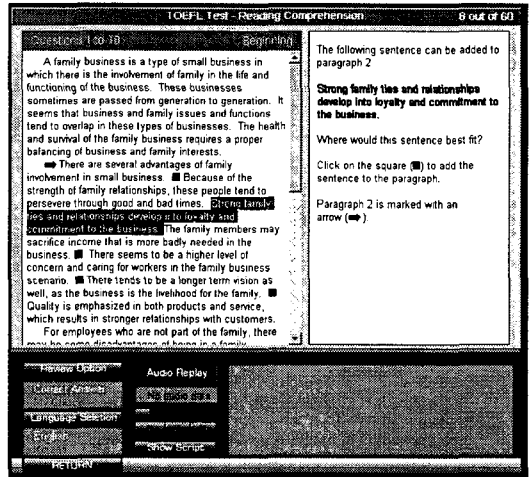 TOEFL Test - Reading Comprehension 8 out of 60
Questions 1 to 10 Beginning
A family business is a type of small business in
which there is the involvement of family in the life and
functioning of the business. These businesses
sometimes are passed from generation to generation. It
seems that business and family issues and functions
tend to overlap in these types of businesses. The health
and survival of the family business requires a proper
balancing of business and family interests.
➡ There are several advantages of family
involvement in small business. ■ Because of the
strength of family relationships, these people tend to
persevere through good and bad times. Strong family
ties and relationships develop into loyalty and
commitment to the business. The family members may
sacrifice income that is more badly needed in the
business. ■ There seems to be a higher level of
concern and caring for workers in the family business
scenario. ■ There tends to be a longer term vision as
well, as the business is the livelihood for the family. ■
Quality is emphasized in both products and service,
which results in stronger relationships with customers.
For employees who are not part of the family, there
may be some disadvantages of being in a family
The following sentence can be added to
paragraph 2
Strong family ties and relationships
develop into loyalty and commitment to
the business.
Where would this sentence best fit?
Click on the square (■) to add the
sentence to the paragraph.
Paragraph 2 is marked with an
arrow (➡).
Review Option
Correct Answer
Language Selection
English
RETURN
Audio Replay
No audio data
Show Script